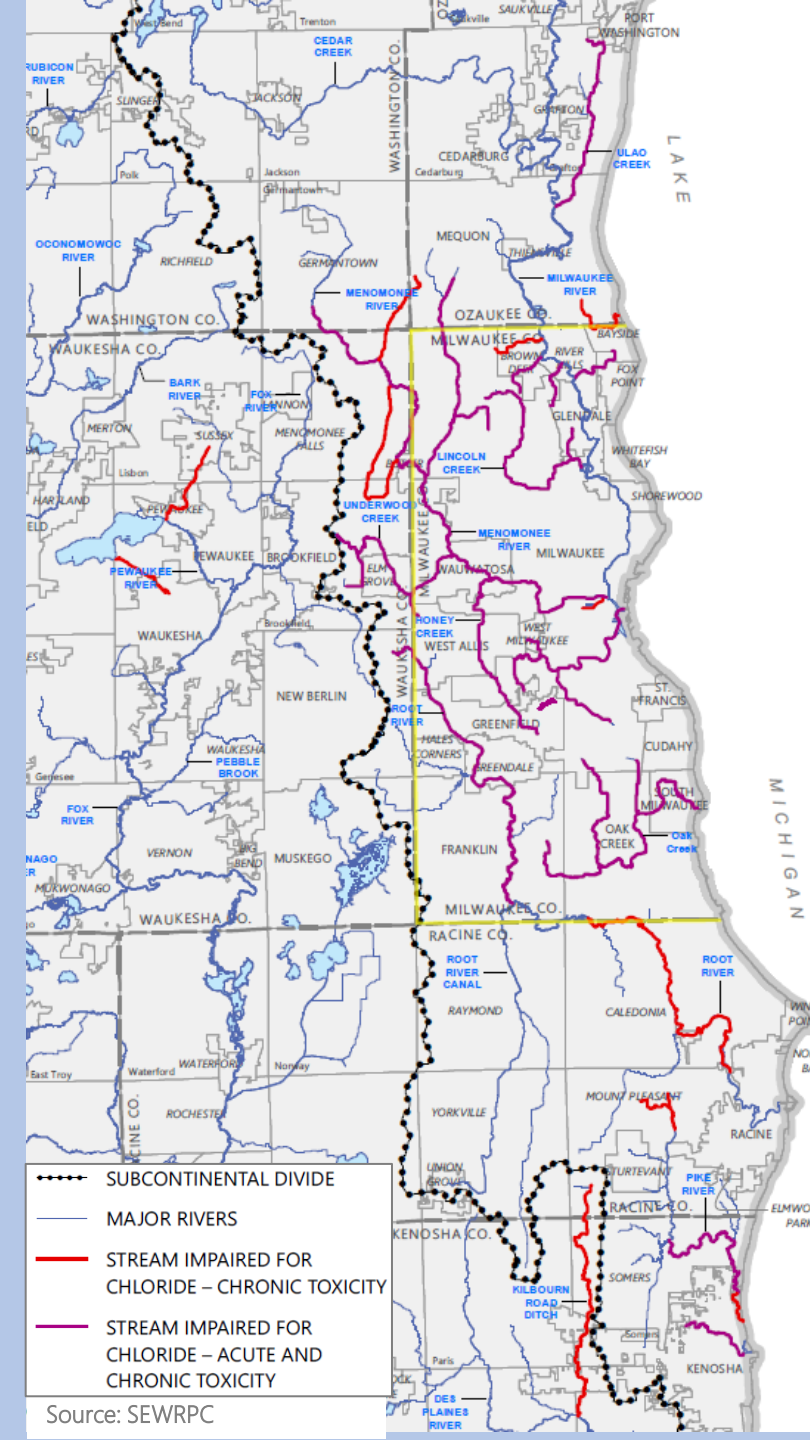 West Bend
Trenton
SAUKVILLE
PORT
WASHINGTON
CEDAR
CREEK
WASHINGTON CO.
RUBICON
RIVER
SLINGER
JACKSON
GRAFTON
CEDARBURG
ULAO
CREEK
Polk
Jackson
Cedarburg
Grafton
Germantown
LAKE
MEQUON
OCONOMOWOC
RIVER
RICHFIELD
GERMANTOWN
THIENSVILLE
MILWAUKEE
RIVER
MENOMONEE
RIVER
WASHINGTON CO.
OZAUKEE CO.
WAUKESHA CO.
MILWAUKEE CO.
BAYSIDE
BROWN
DEER
RIVER
HILLS
FOX
POINT
BARK
RIVER
FOX
RIVER
LANNON
MERTON
SUSSEX
MENOMONEE
FALLS
GLENDALE
Lisbon
BUTLER
LINCOLN
CREEK
WHITEFISH
BAY
HARTLAND
SHOREWOOD
PEWAUKEE
UNDERWOOD
CREEK
MILWAUKEE CO.
MENOMONEE
RIVER
MILWAUKEE
PEWAUKEE
BROOKFIELD
ELM
GROVE
WAUWATOSA
PEWAUKEE
RIVER
WAUKESHA
Brookfield
HONEY
CREEK
WEST
MILWAUKEE
WEST ALLIS
WAUKESHA CO.
NEW BERLIN
ST.
FRANCIS
ROOT
RIVER
GREENFIELD
HALES
CORNERS
CUDAHY
WAUKESHA
PEBBLE
BROOK
GREENDALE
Genesee
SOUTH
MILWAUKEE
MICHIGAN
FOX
RIVER
VERNON
BIG
BEND
MUSKEGO
FRANKLIN
OAK
CREEK
Oak
Creek
MUKWONAGO
WAUKESHA CO.
MILWAUKEE CO.
RACINE CO.
ROOT
RIVER
CANAL
ROOT
RIVER
RAYMOND
CALEDONIA
East Troy
Waterford
WATERFORD
Norway
ROCHESTER
YORKVILLE
MOUNT PLEASANT
RACINE
UNION
GROVE
STURTEVANT
PIKE
RIVER
RACINE CO.
KENOSHA CO.
SOMERS
KILBOURN
ROAD
DITCH
Somers
Paris
KENOSHA
DES
PLAINES
RIVER
SUBCONTINENTAL DIVIDE
MAJOR RIVERS
STREAM IMPAIRED FOR
CHLORIDE – CHRONIC TOXICITY
STREAM IMPAIRED FOR
CHLORIDE – ACUTE AND
CHRONIC TOXICITY
Source: SEWRPC